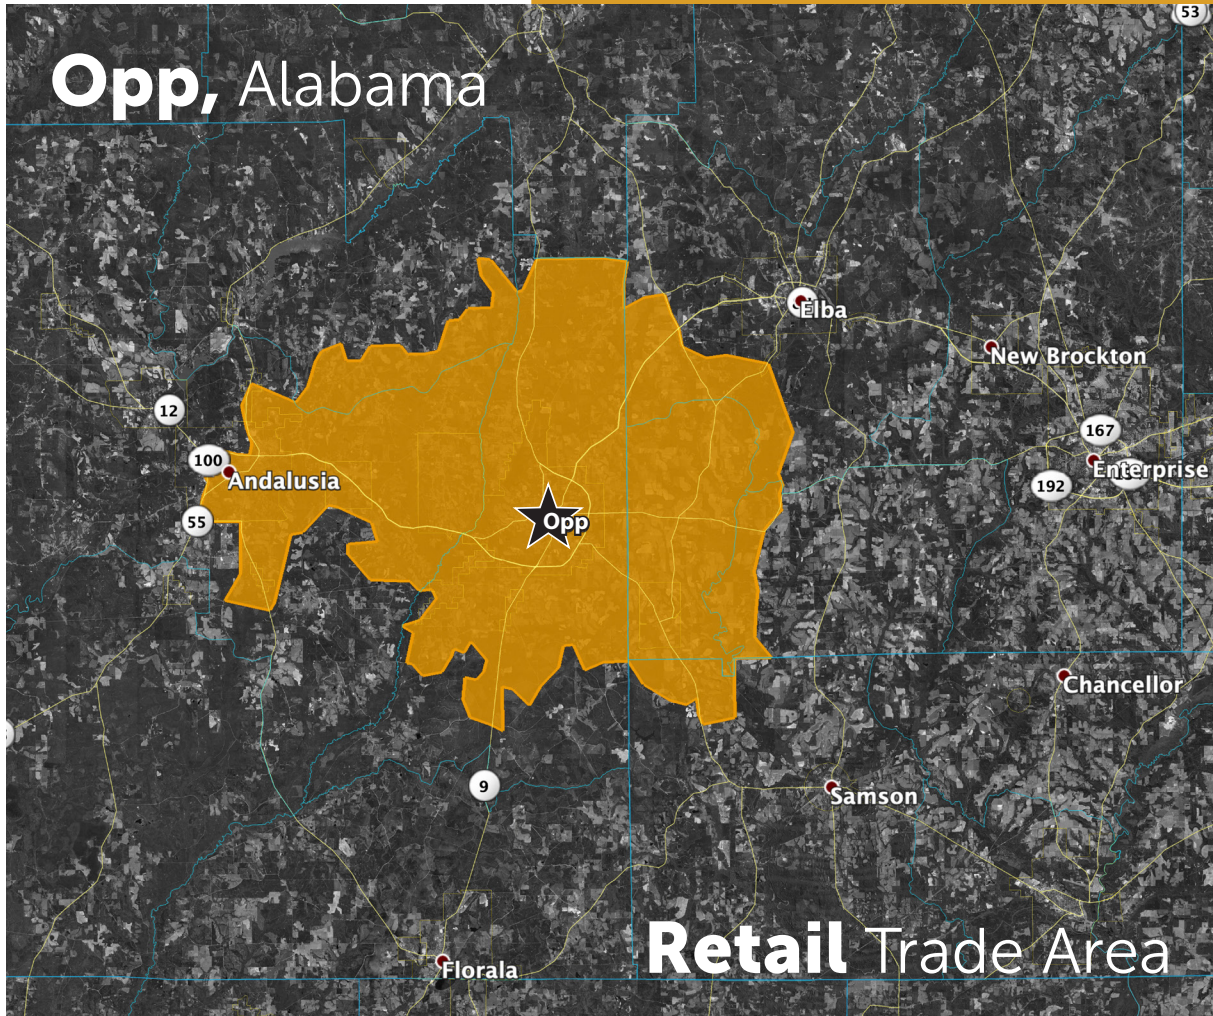 53
Opp, Alabama
Elba
New Brockton
12
167
100
Andalusia
Enterprise
192
55
Opp
Chancellor
9
Samson
Retail Trade Area
Florala